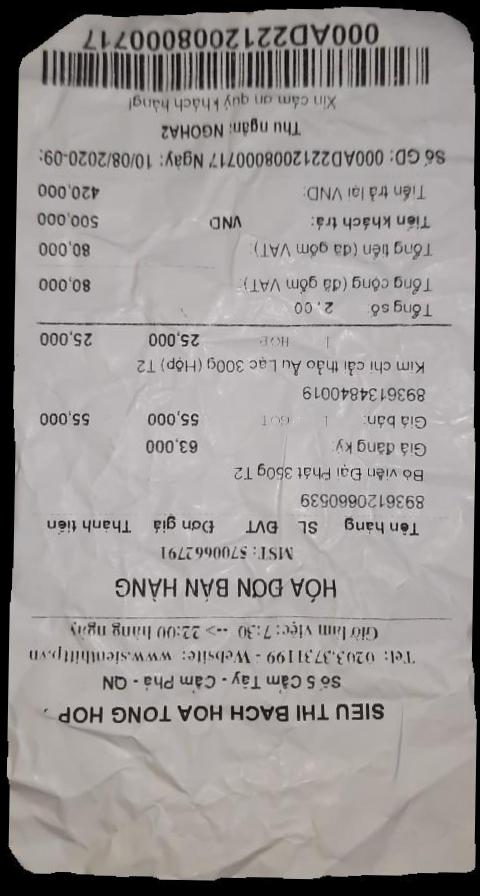 SIEU THI BACH HOA TONG HOP
Số 5 Cẩm Tây - Cẩm Phả - QN
Tel: 0203.3731199 - Website: www.sieuthittp.vn
Giờ làm việc: 7:30 --> 22:00 hàng ngày
HÓA ĐƠN BÁN HÀNG
MST: 5700662791
Tên hàng SL ĐVT Đơn giá Thành tiền
8936120660539
Bò viên Đại Phát 350g T2
Giá đăng ký: 63,000
Giá bán: 1 GOI 55,000 55,000
8936134840019
Kim chi cải thảo Âu Lạc 300g (Hộp) T2
1 HOP 25,000 25,000
Tổng số: 2.00
Tổng cộng (đã gồm VAT): 80,000
Tổng tiền (đã gồm VAT): 80,000
Tiền khách trả: VND 500,000
Tiền trả lại VND: 420,000
Số GD: 000AD2212008000717 Ngày: 10/08/2020-09:
Thu ngân: NGOHA2
Xin cảm ơn quý khách hàng!
000AD2212008000717